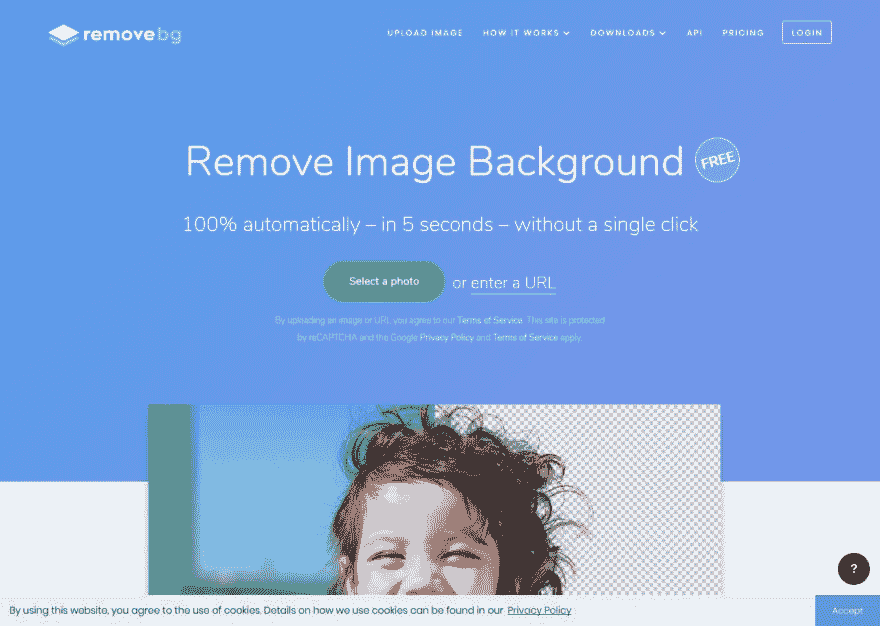 removebg
UPLOAD IMAGE HOW IT WORKS DOWNLOADS API PRICING LOGIN
Remove Image Background FREE
100% automatically – in 5 seconds – without a single click
Select a photo or enter a URL
By uploading an image or URL you agree to our Terms of Service. This site is protected
by reCAPTCHA and the Google Privacy Policy and Terms of Service apply.
?
By using this website, you agree to the use of cookies. Details on how we use cookies can be found in our Privacy Policy Accept